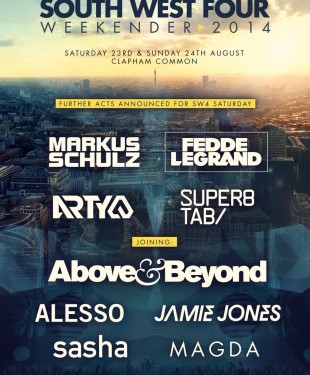 SOUTH WEST FOUR
WEEKENDER 2014
SATURDAY 23RD & SUNDAY 24TH AUGUST
CLAPHAM COMMON
FURTHER ACTS ANNOUNCED FOR SW4 SATURDAY
MARKUS SCHULZ
FEDDE LEGRAND
ARTY
SUPER8 TAB/
JOINING:
Above & Beyond
ALESSO JAMIE JONES
sasha MAGDA